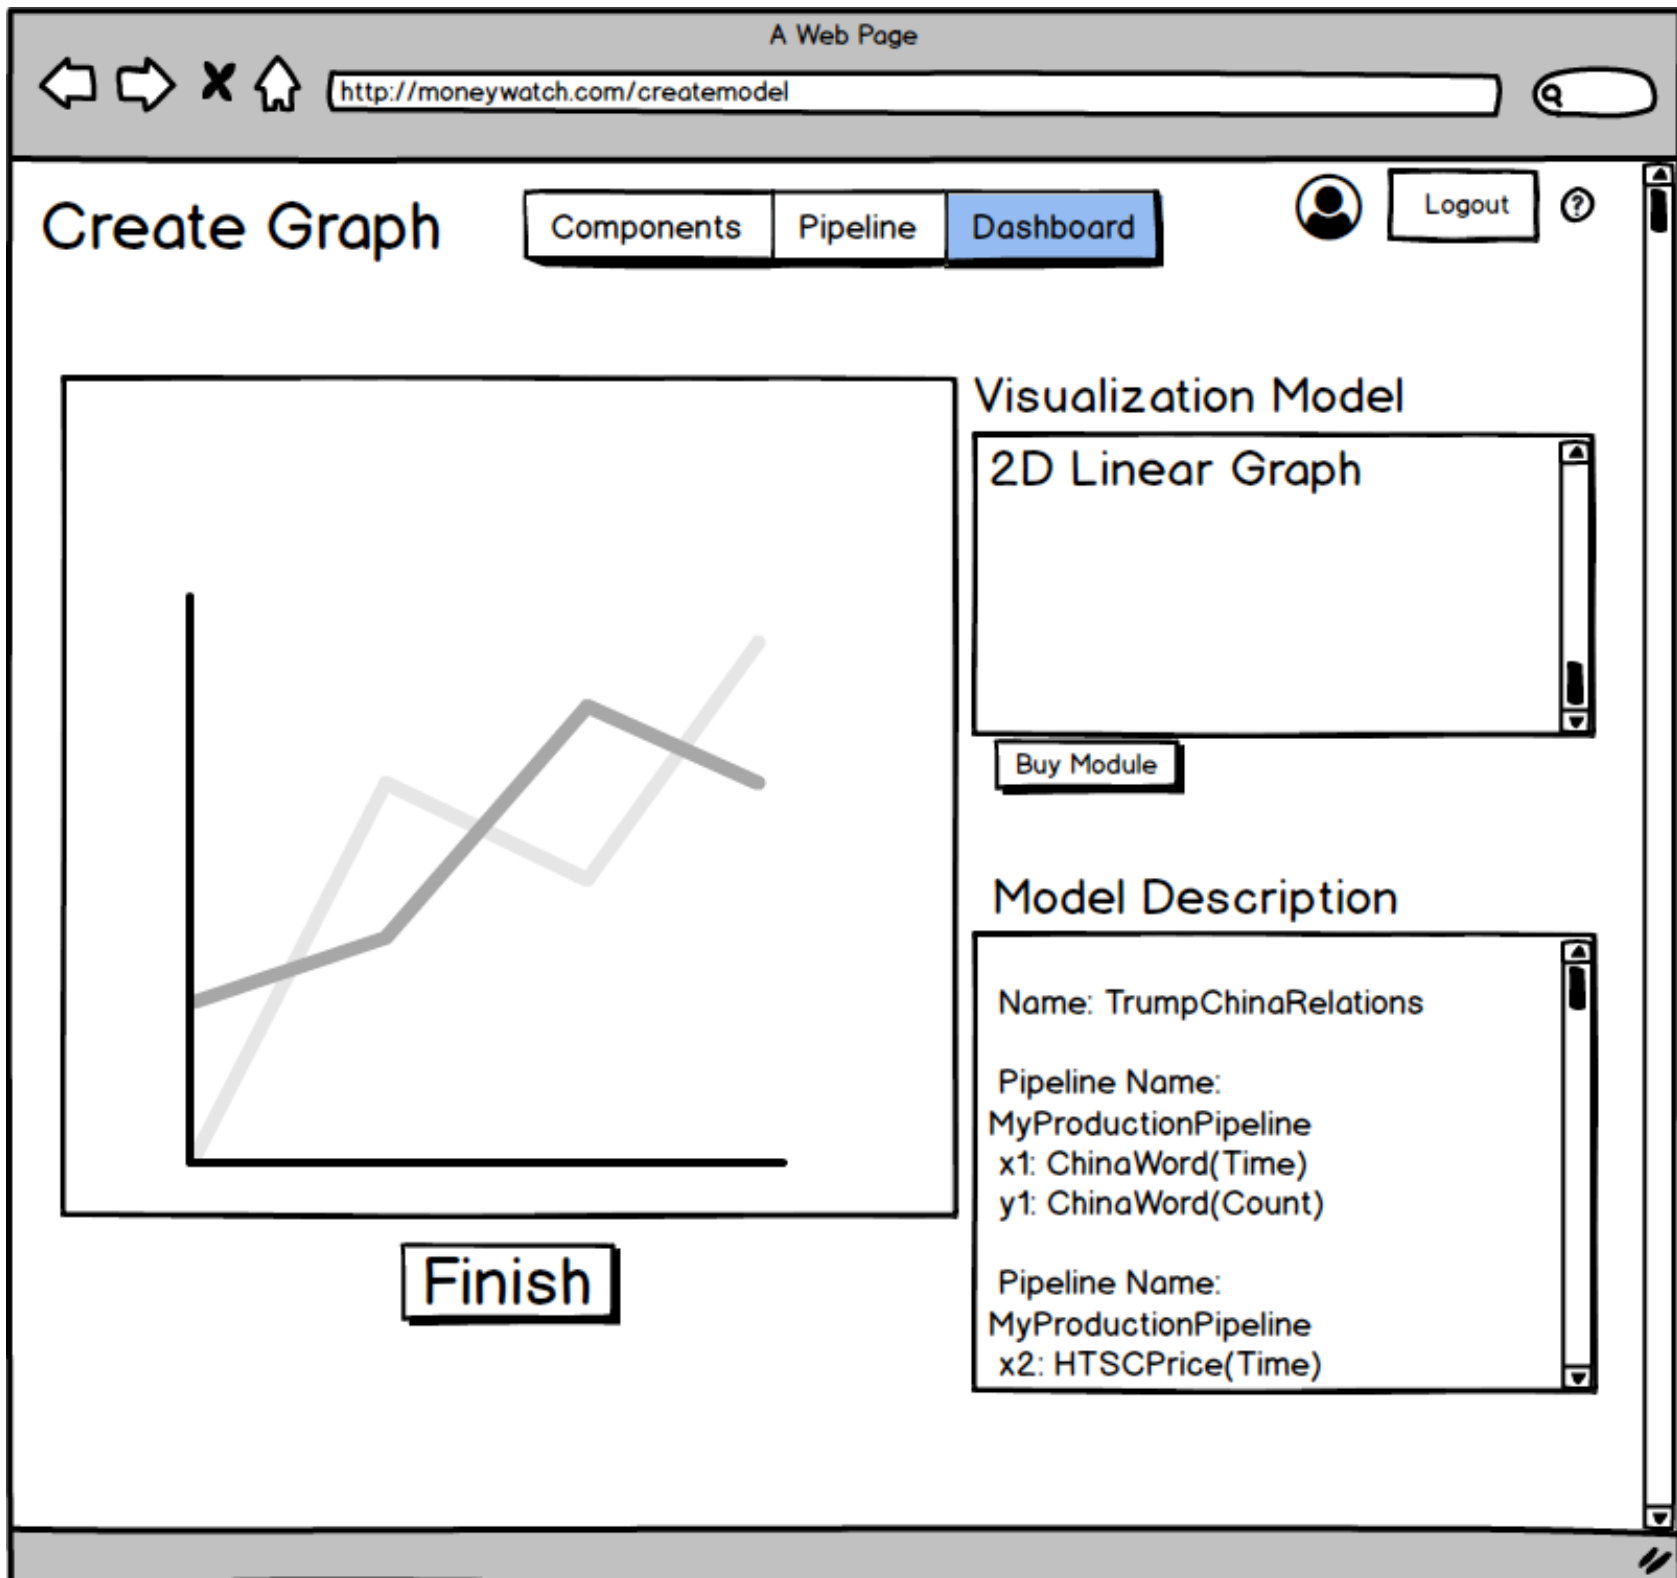 A Web Page
http://moneywatch.com/createmodel
Create Graph
Components
Pipeline
Dashboard
Logout
?
Visualization Model
2D Linear Graph
Buy Module
Model Description
Name: TrumpChinaRelations
Pipeline Name:
MyProductionPipeline
x1: ChinaWord(Time)
y1: ChinaWord(Count)
Pipeline Name:
MyProductionPipeline
x2: HTSCPrice(Time)
Finish